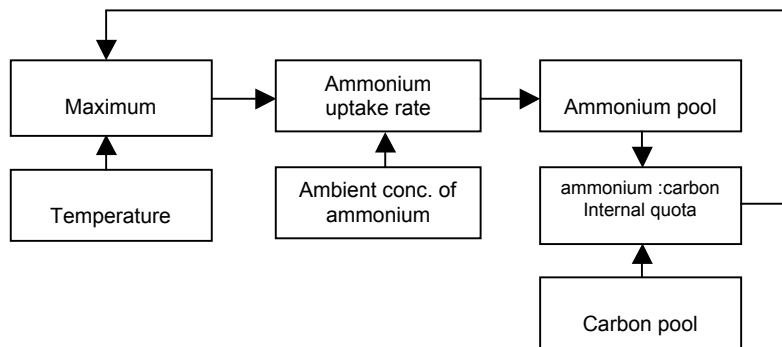 Maximum
Ammonium
uptake rate
Ammonium pool
Temperature
Ambient conc. of
ammonium
ammonium :carbon
Internal quota
Carbon pool